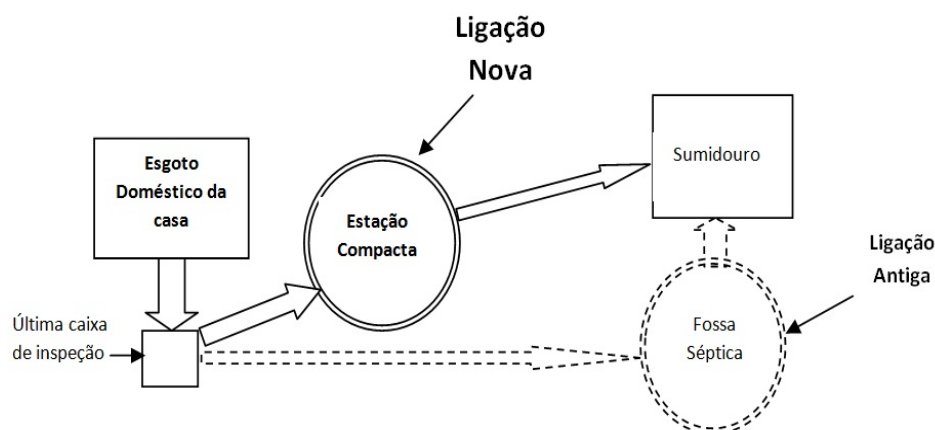 Ligação
Nova
Esgoto
Doméstico da
casa
Estação
Compacta
Sumidouro
Ligação
Antiga
Última caixa
de inspeção
Fossa
Séptica